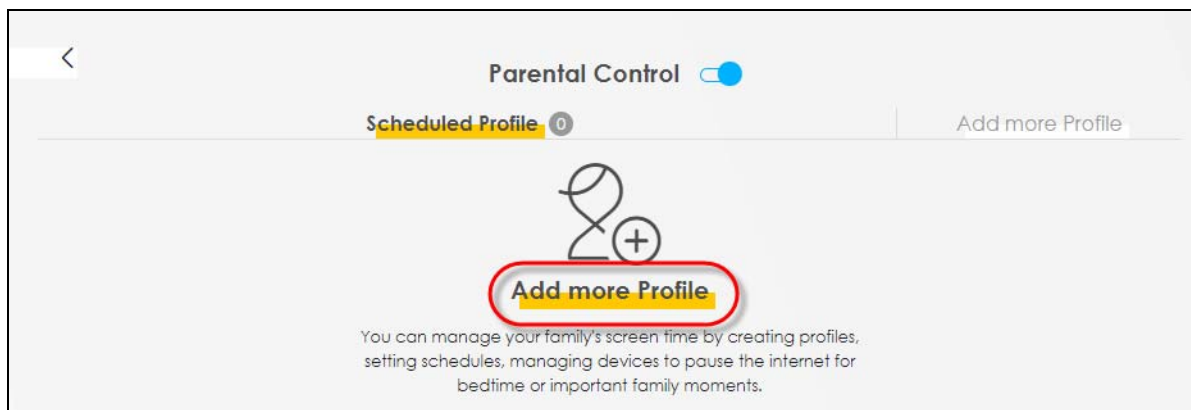 Parental Control
Scheduled Profile 0
Add more Profile
Add more Profile
You can manage your family's screen time by creating profiles,
setting schedules, managing devices to pause the internet for
bedtime or important family moments.